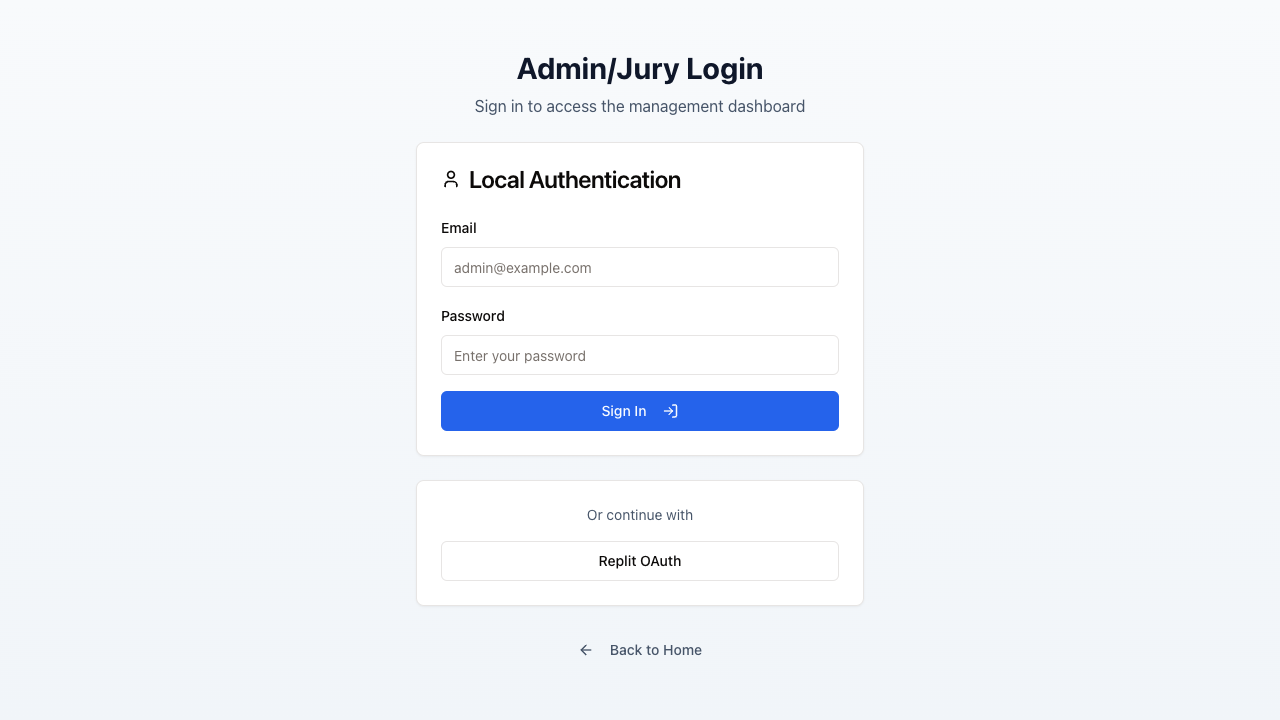 Admin/Jury Login
Sign in to access the management dashboard
Local Authentication
Email
admin@example.com
Password
Enter your password
Sign In
Or continue with
Replit OAuth
Back to Home